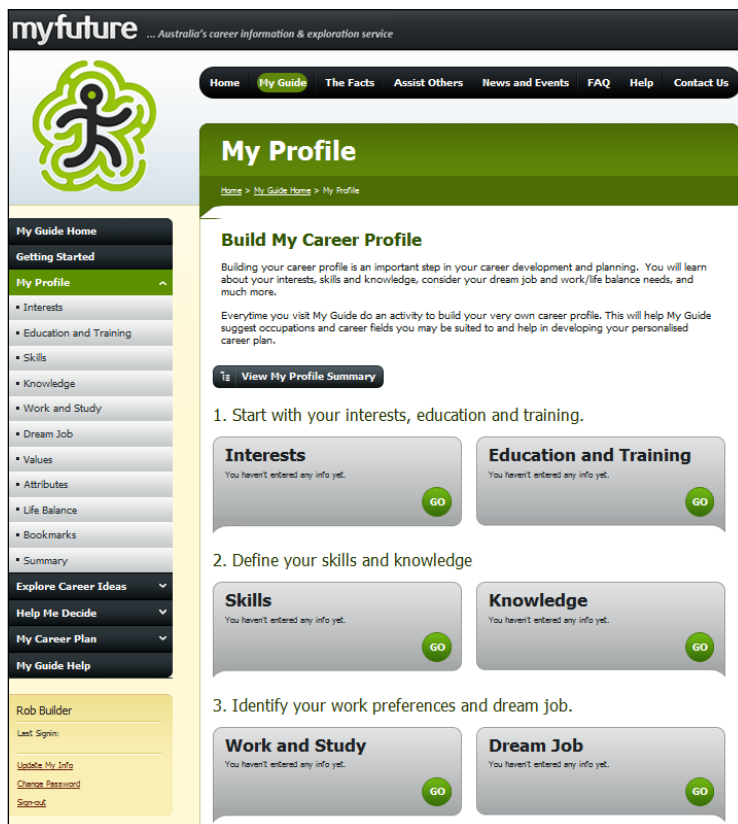 myfuture ... Australia's career information & exploration service
Home My Guide The Facts Assist Others News and Events FAQ Help Contact Us
My Profile
Home > My Guide Home > My Profile
My Guide Home
Getting Started
My Profile
Interests
Education and Training
Skills
Knowledge
Work and Study
Dream Job
Values
Attributes
Life Balance
Bookmarks
Summary
Explore Career Ideas
Help Me Decide
My Career Plan
My Guide Help
Rob Builder
Last Signin:
Update My Info
Change Password
Sign-out
Build My Career Profile
Building your career profile is an important step in your career development and planning. You will learn
about your interests, skills and knowledge, consider your dream job and work/life balance needs, and
much more.
Everytime you visit My Guide do an activity to build your very own career profile. This will help My Guide
suggest occupations and career fields you may be suited to and help in developing your personalised
career plan.
View My Profile Summary
1. Start with your interests, education and training.
Interests
You haven't entered any info yet.
GO
Education and Training
You haven't entered any info yet.
GO
2. Define your skills and knowledge
Skills
You haven't entered any info yet.
GO
Knowledge
You haven't entered any info yet.
GO
3. Identify your work preferences and dream job.
Work and Study
You haven't entered any info yet.
GO
Dream Job
You haven't entered any info yet.
GO